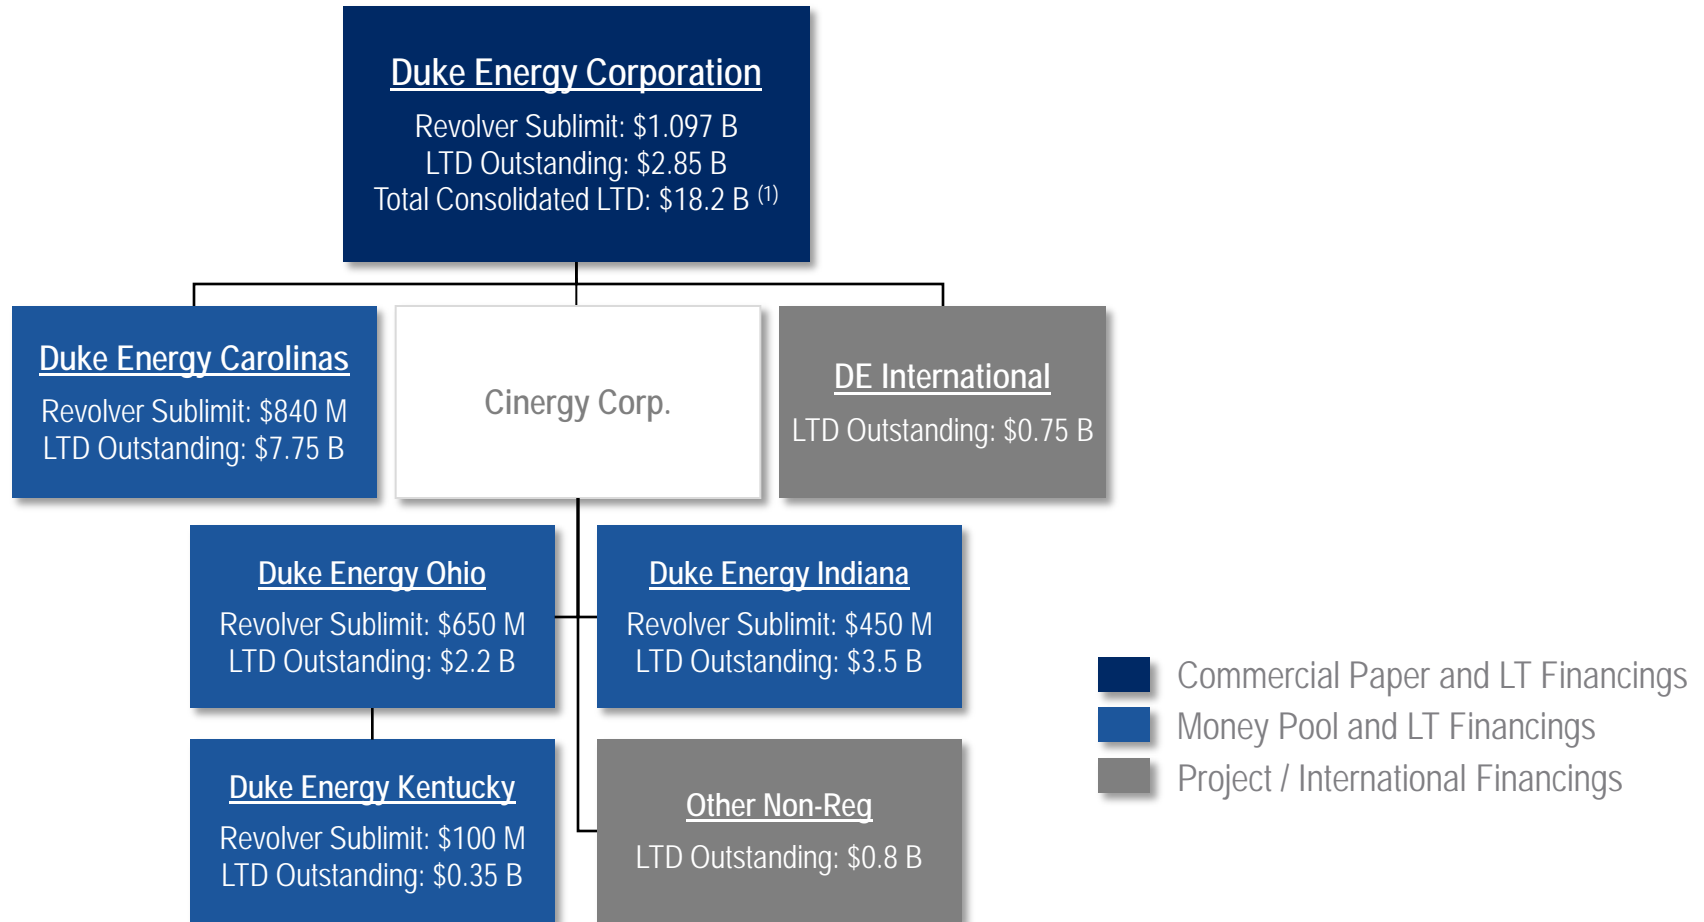 Duke Energy Corporation
Revolver Sublimit: $1.097 B
LTD Outstanding: $2.85 B
Total Consolidated LTD: $18.2 B (1)
Duke Energy Carolinas
Revolver Sublimit: $840 M
LTD Outstanding: $7.75 B
Cinergy Corp.
DE International
LTD Outstanding: $0.75 B
Duke Energy Ohio
Revolver Sublimit: $650 M
LTD Outstanding: $2.2 B
Duke Energy Indiana
Revolver Sublimit: $450 M
LTD Outstanding: $3.5 B
Duke Energy Kentucky
Revolver Sublimit: $100 M
LTD Outstanding: $0.35 B
Other Non-Reg
LTD Outstanding: $0.8 B
Commercial Paper and LT Financings
Money Pool and LT Financings
Project / International Financings